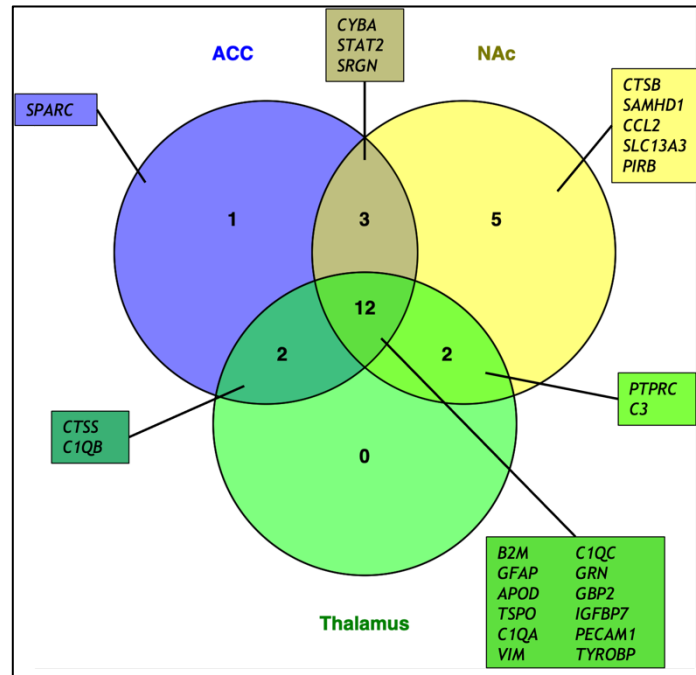 CYBA
STAT2
SRGN
ACC
NAc
SPARC
CTSB
SAMHD1
CCL2
SLC13A3
PIRB
1
3
5
12
2
2
PTPRC
C3
CTSS
C1QB
0
B2M C1QC
GFAP GRN
APOD GBP2
TSPO IGFBP7
C1QA PECAM1
VIM TYROBP
Thalamus